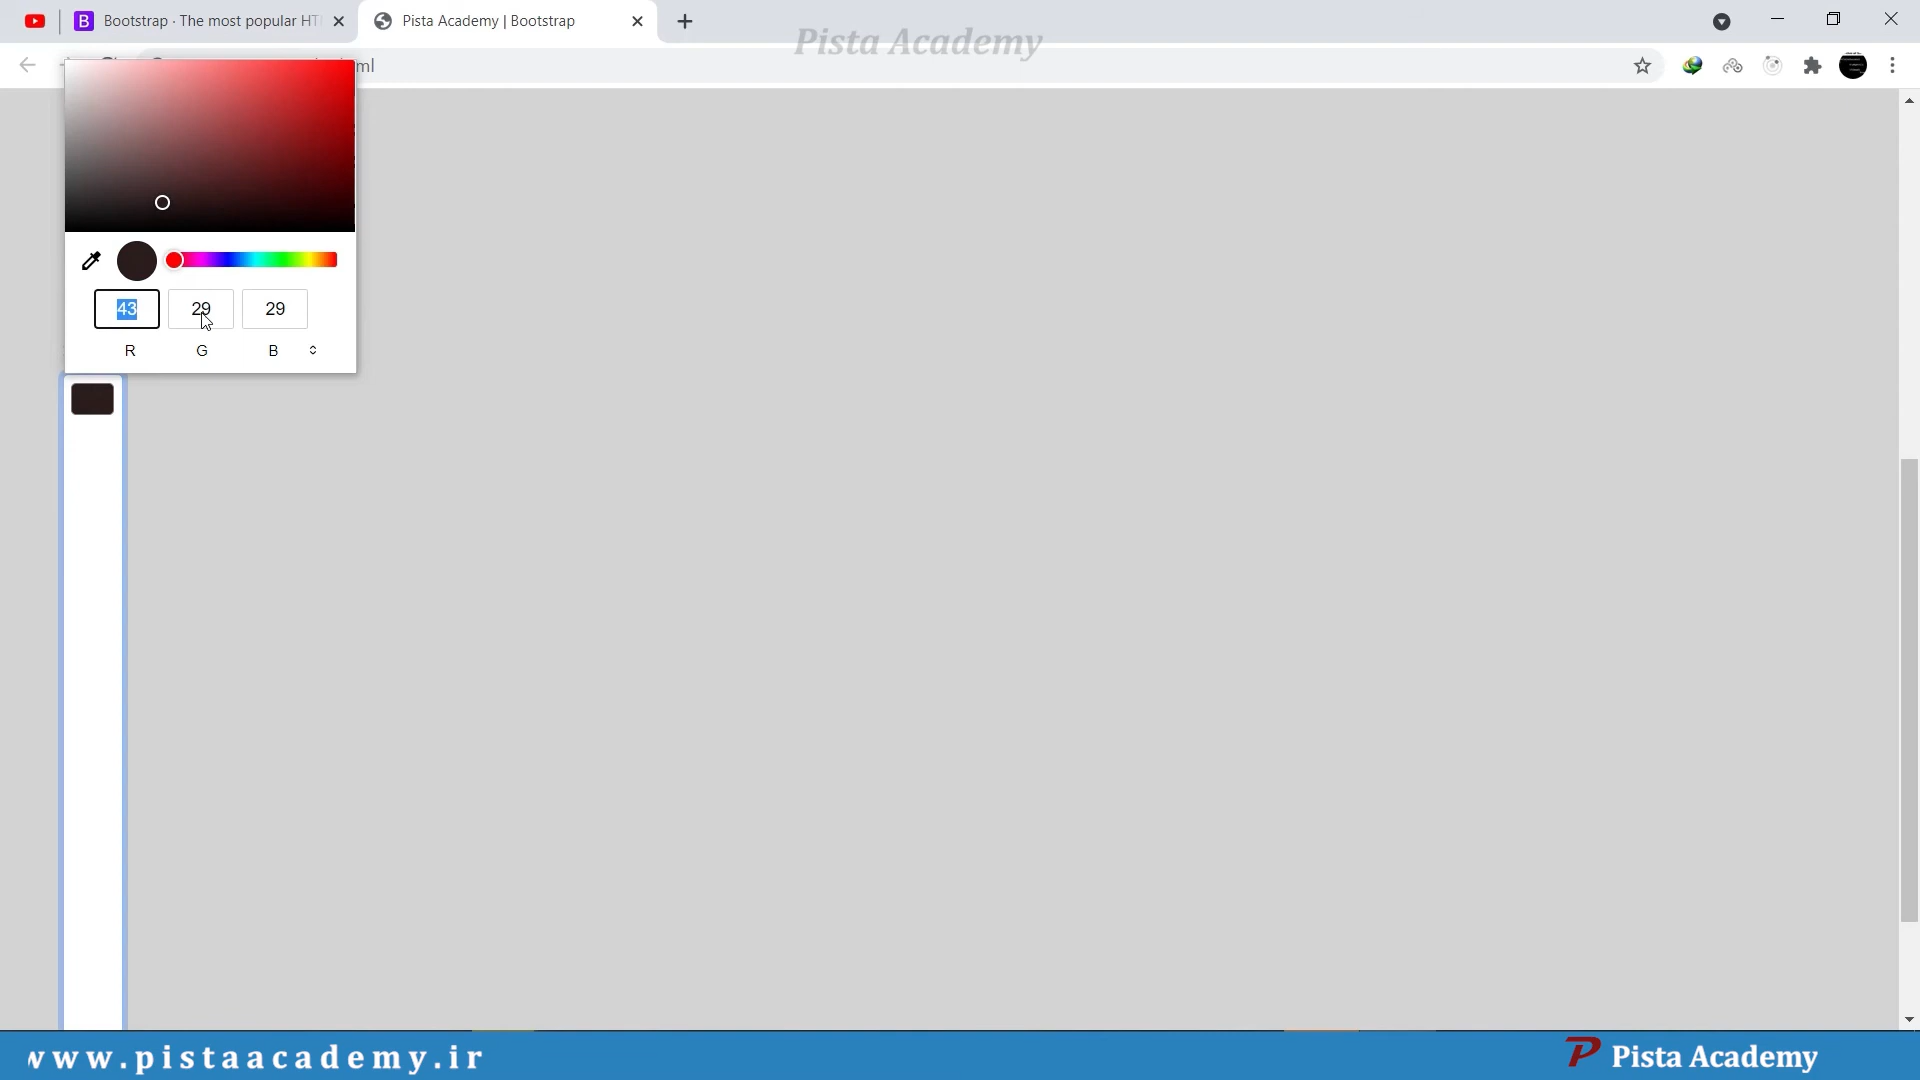 Bootstrap · The most popular HT
Pista Academy | Bootstrap
Pista Academy
ml
43
29
29
R
G
B
www.pistaacademy.ir
Pista Academy